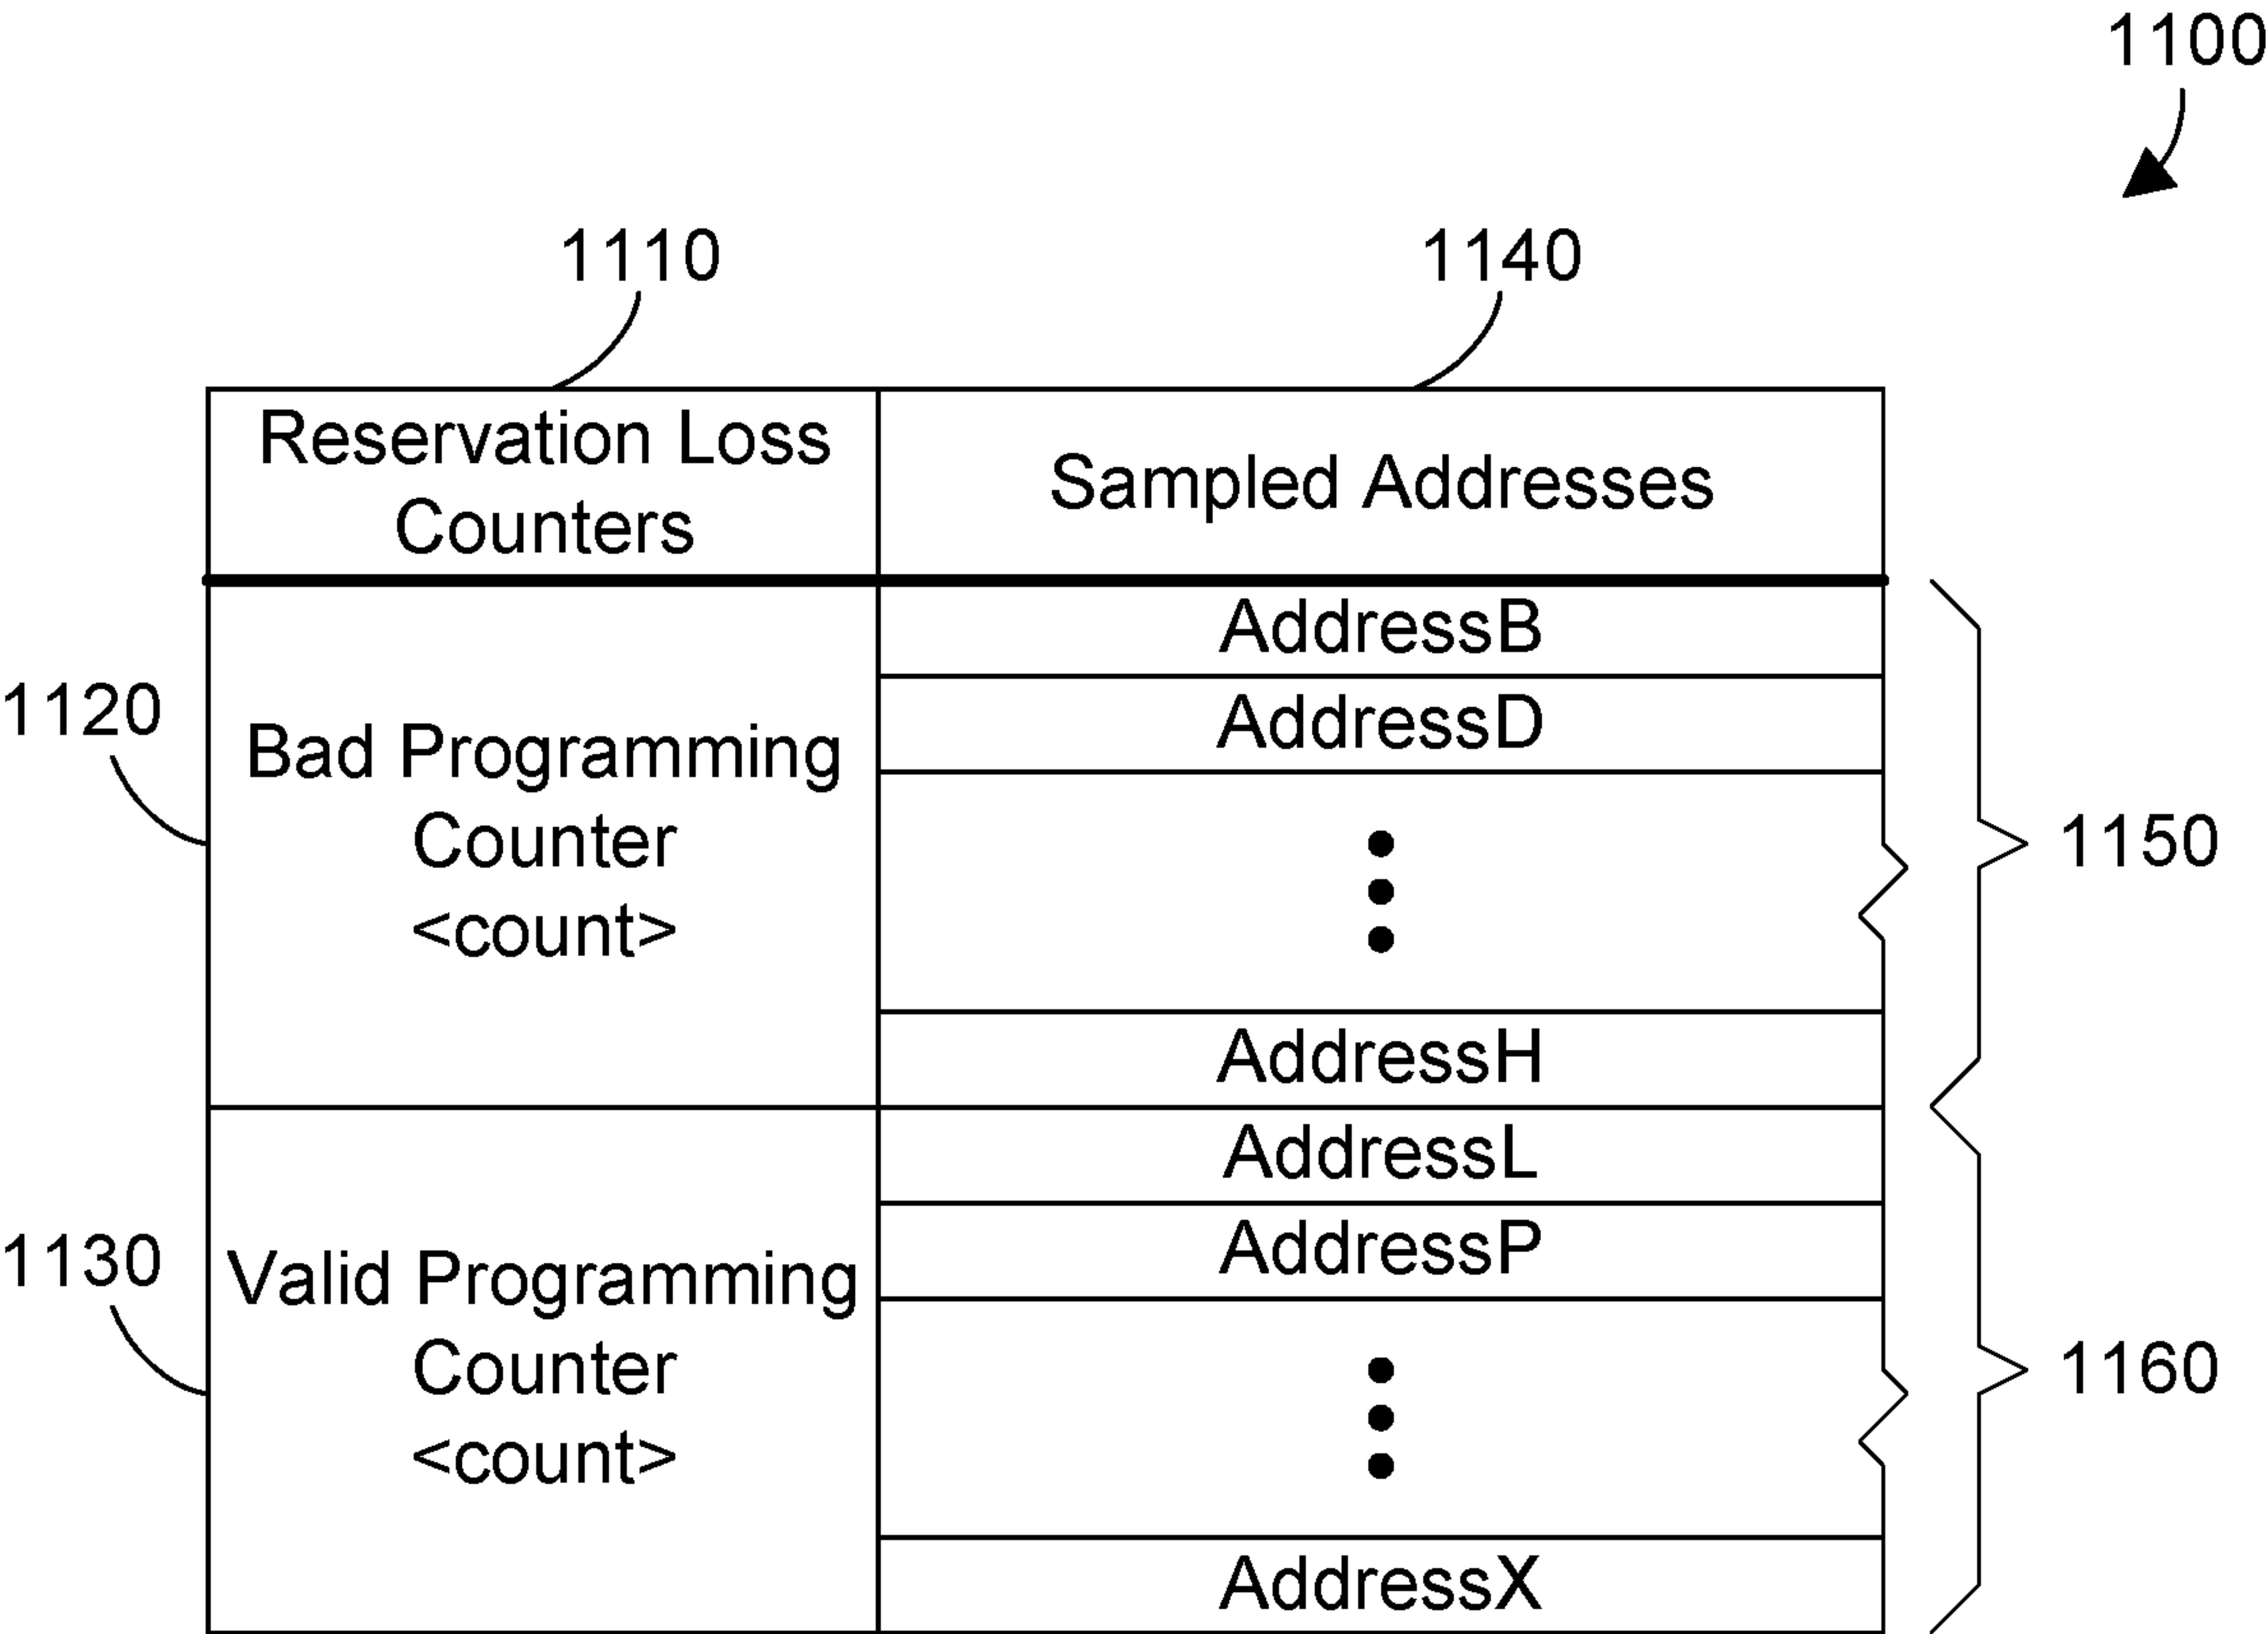 1100
1110
1140
Reservation Loss
Counters
Sampled Addresses
1120
Bad Programming
Counter
<count>
AddressB
AddressD
AddressH
1150
1130
Valid Programming
Counter
<count>
AddressL
AddressP
AddressX
1160